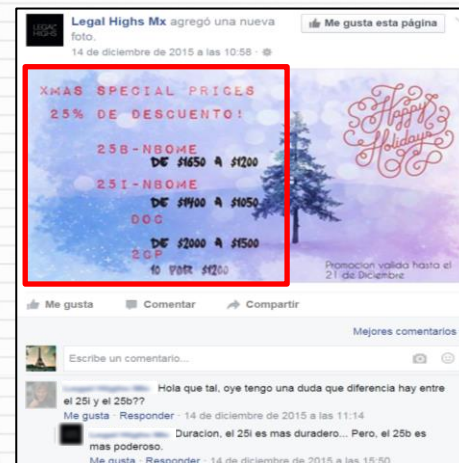 LEGAL
HIGHS
Legal Highs Mx agregó una nueva
foto.
14 de diciembre de 2015 a las 10:58 ·
Me gusta esta página
XMAS SPECIAL PRICES
25% DE DESCUENTO!
25B-NBOME
DE $1650 A $1200
25I-NBOME
DE $1400 A $1050
DOC
DE $2000 A $1500
2CP
10 POR $1200
Happy
Holidays
Promocion valida hasta el
21 de Diciembre
Me gusta Comentar Compartir
Mejores comentarios
Escribe un comentario...
Hola que tal, oye tengo una duda que diferencia hay entre
el 25i y el 25b??
Me gusta · Responder · 14 de diciembre de 2015 a las 11:14
Duracion, el 25i es mas duradero... Pero, el 25b es
mas poderoso.
Me gusta · Responder · 14 de diciembre de 2015 a las 15:50